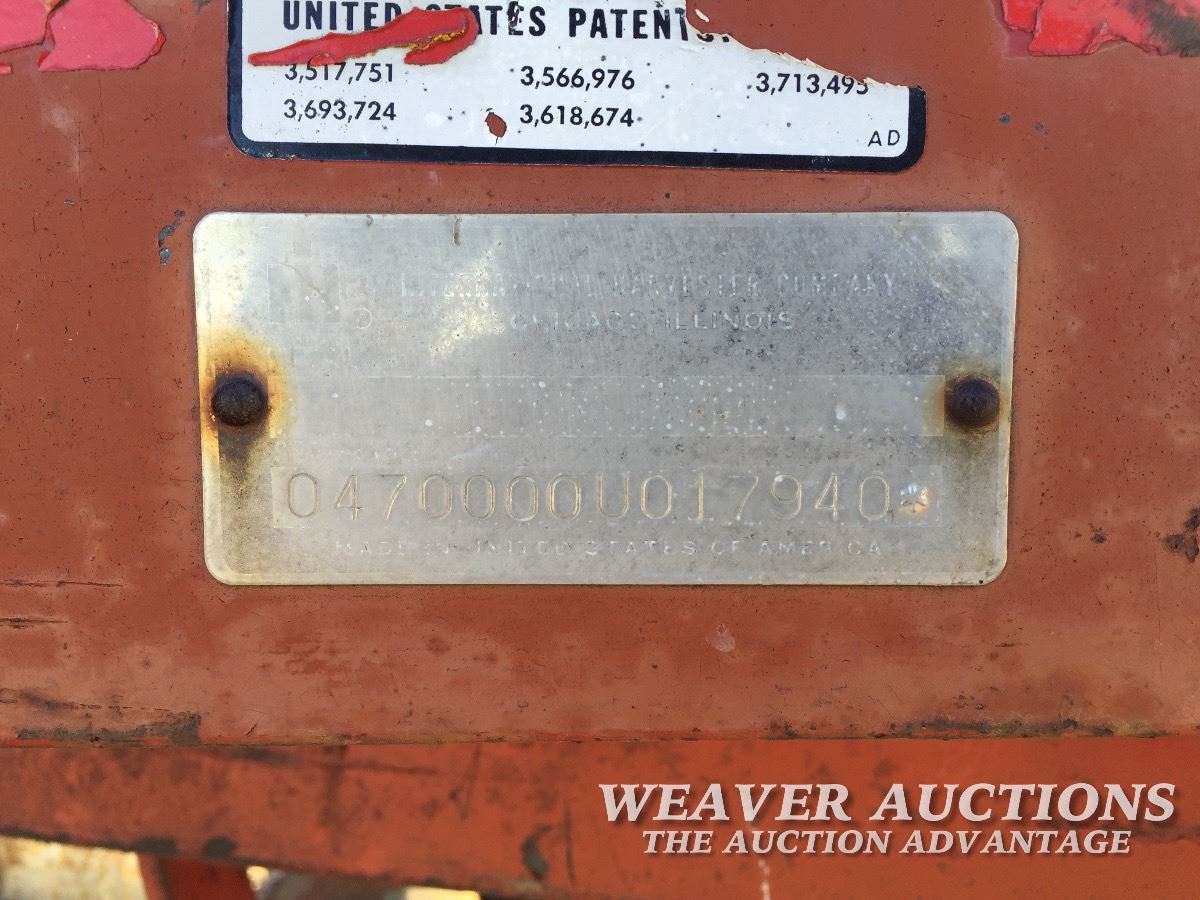 UNITED STATES PATENTS:
3,517,751 3,566,976 3,713,495
3,693,724 3,618,674
AD
INTERNATIONAL HARVESTER COMPANY
CHICAGO, ILLINOIS
0470000U017940
MADE IN UNITED STATES OF AMERICA
WEAVER AUCTIONS
THE AUCTION ADVANTAGE